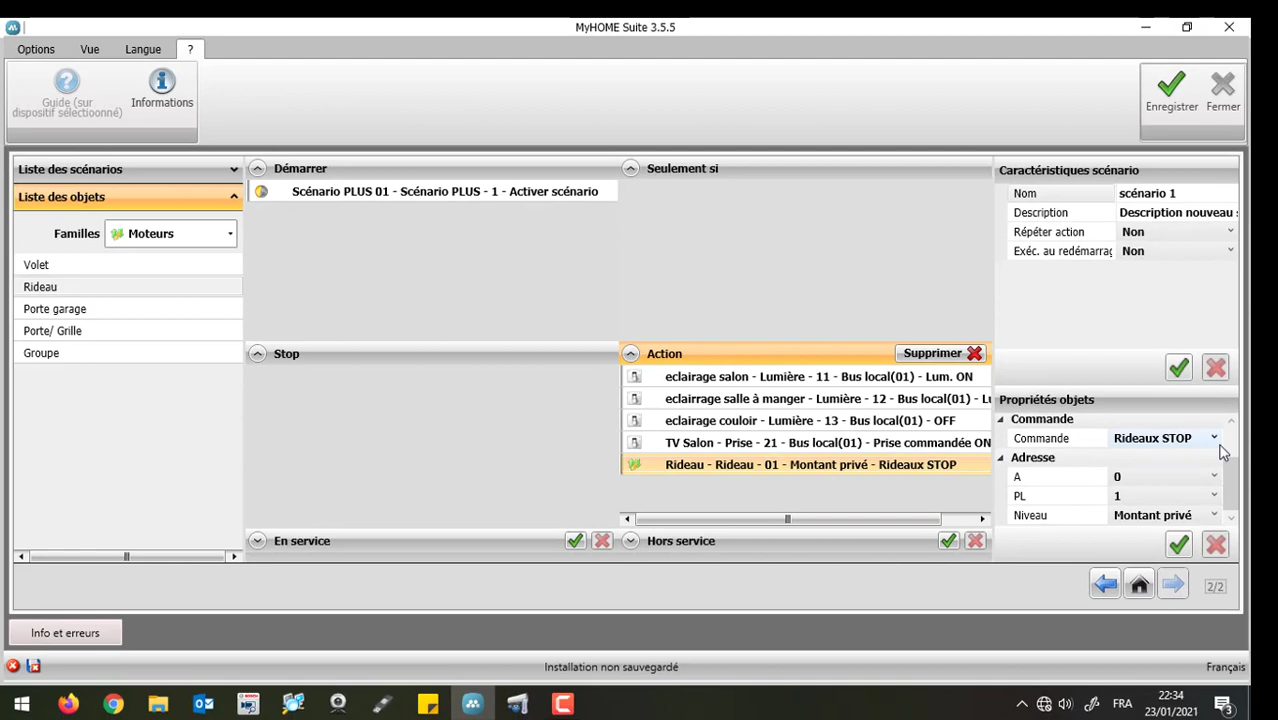 MyHOME Suite 3.5.5
Options Vue Langue ?
Guide (sur dispositif sélectionné)
Informations
Enregistrer Fermer
Liste des scénarios
Liste des objets
Familles Moteurs
Volet
Rideau
Porte garage
Porte/ Grille
Groupe
Démarrer
Scénario PLUS 01 - Scénario PLUS - 1 - Activer scénario
Seulement si
Stop
Action Supprimer
eclairage salon - Lumière - 11 - Bus local(01) - Lum. ON
eclairrage salle à manger - Lumière - 12 - Bus local(01) - Lu
eclairage couloir - Lumière - 13 - Bus local(01) - OFF
TV Salon - Prise - 21 - Bus local(01) - Prise commandée ON
Rideau - Rideau - 01 - Montant privé - Rideaux STOP
En service
Hors service
Caractéristiques scénario
Nom scénario 1
Description Description nouveau s
Répéter action Non
Exéc. au redémarrag Non
Propriétés objets
Commande
Commande Rideaux STOP
Adresse
A 0
PL 1
Niveau Montant privé
2/2
Info et erreurs
Installation non sauvegardé
Français
FRA
22:34
23/01/2021
3